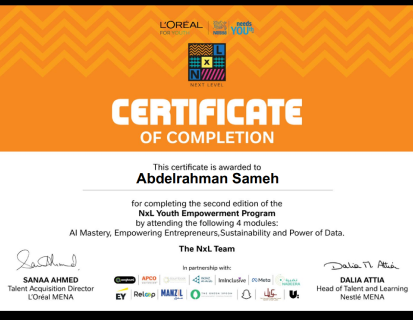 L'ORÉAL
FOR YOUTH
Nestlé needs YOUth
L
X
N
NEXT LEVEL
CERTIFICATE
OF COMPLETION
This certificate is awarded to
Abdelrahman Sameh
for completing the second edition of the
NxL Youth Empowerment Program
by attending the following 4 modules:
AI Mastery, Empowering Entrepreneurs,Sustainability and Power of Data.
The NxL Team
In partnership with:
SANAA AHMED
Talent Acquisition Director
L'Oréal MENA
APCO
iminclusive
Meta
EY
Reloop
MANZIL
DALIA ATTIA
Head of Talent and Learning
Nestlé MENA